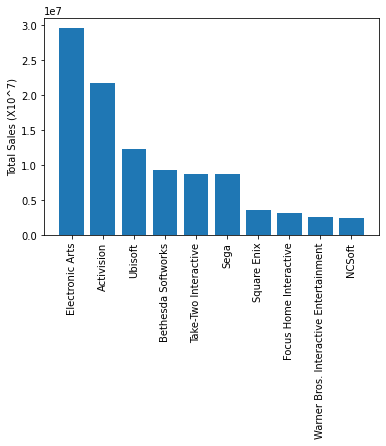 1e7
3.0
2.5
2.0
1.5
1.0
0.5
0.0
Total Sales (X10^7)
Electronic Arts
Activision
Ubisoft
Bethesda Softworks
Take-Two Interactive
Sega
Square Enix
Focus Home Interactive
Warner Bros. Interactive Entertainment
NCSoft